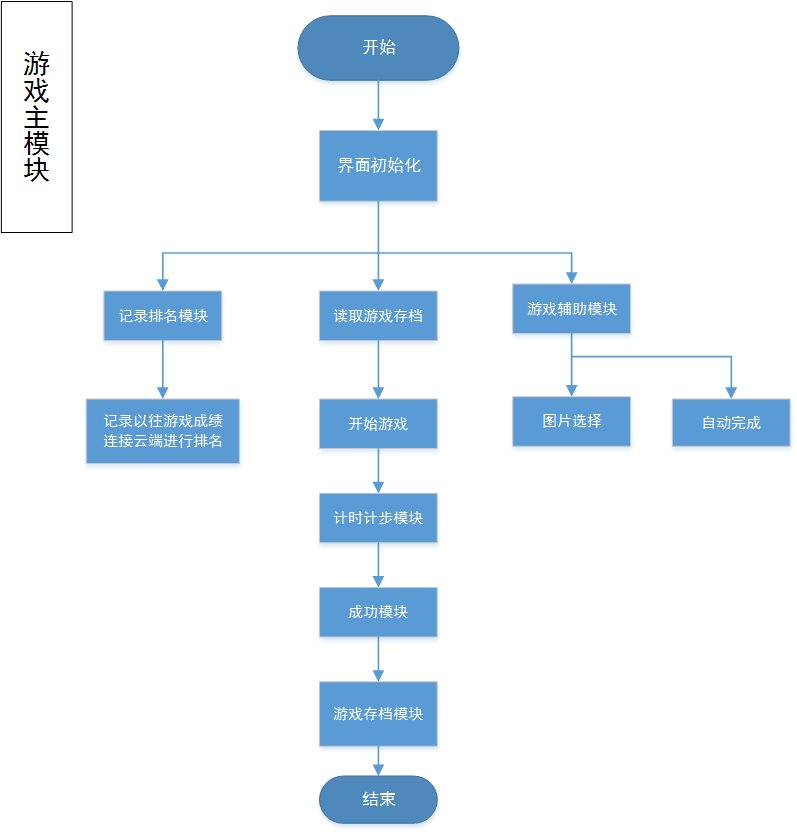 游戏主模块
开始
界面初始化
记录排名模块
读取游戏存档
游戏辅助模块
记录以往游戏成绩
连接云端进行排名
开始游戏
图片选择
自动完成
计时计步模块
成功模块
游戏存档模块
结束